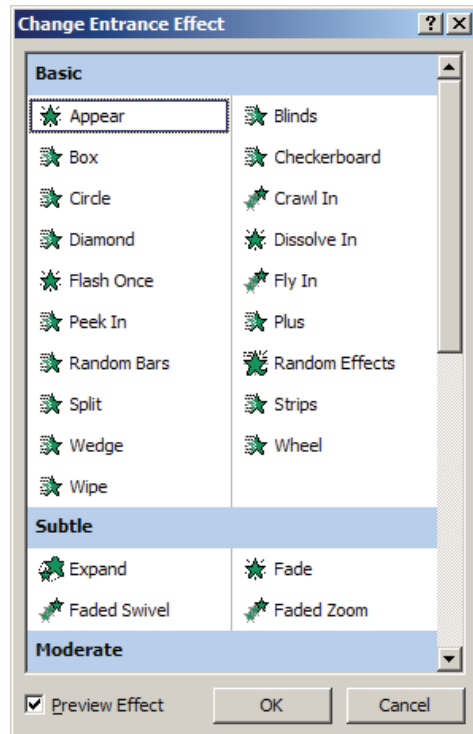 Change Entrance Effect
Basic
Appear Blinds
Box Checkerboard
Circle Crawl In
Diamond Dissolve In
Flash Once Fly In
Peek In Plus
Random Bars Random Effects
Split Strips
Wedge Wheel
Wipe
Subtle
Expand Fade
Faded Swivel Faded Zoom
Moderate
Preview Effect OK Cancel